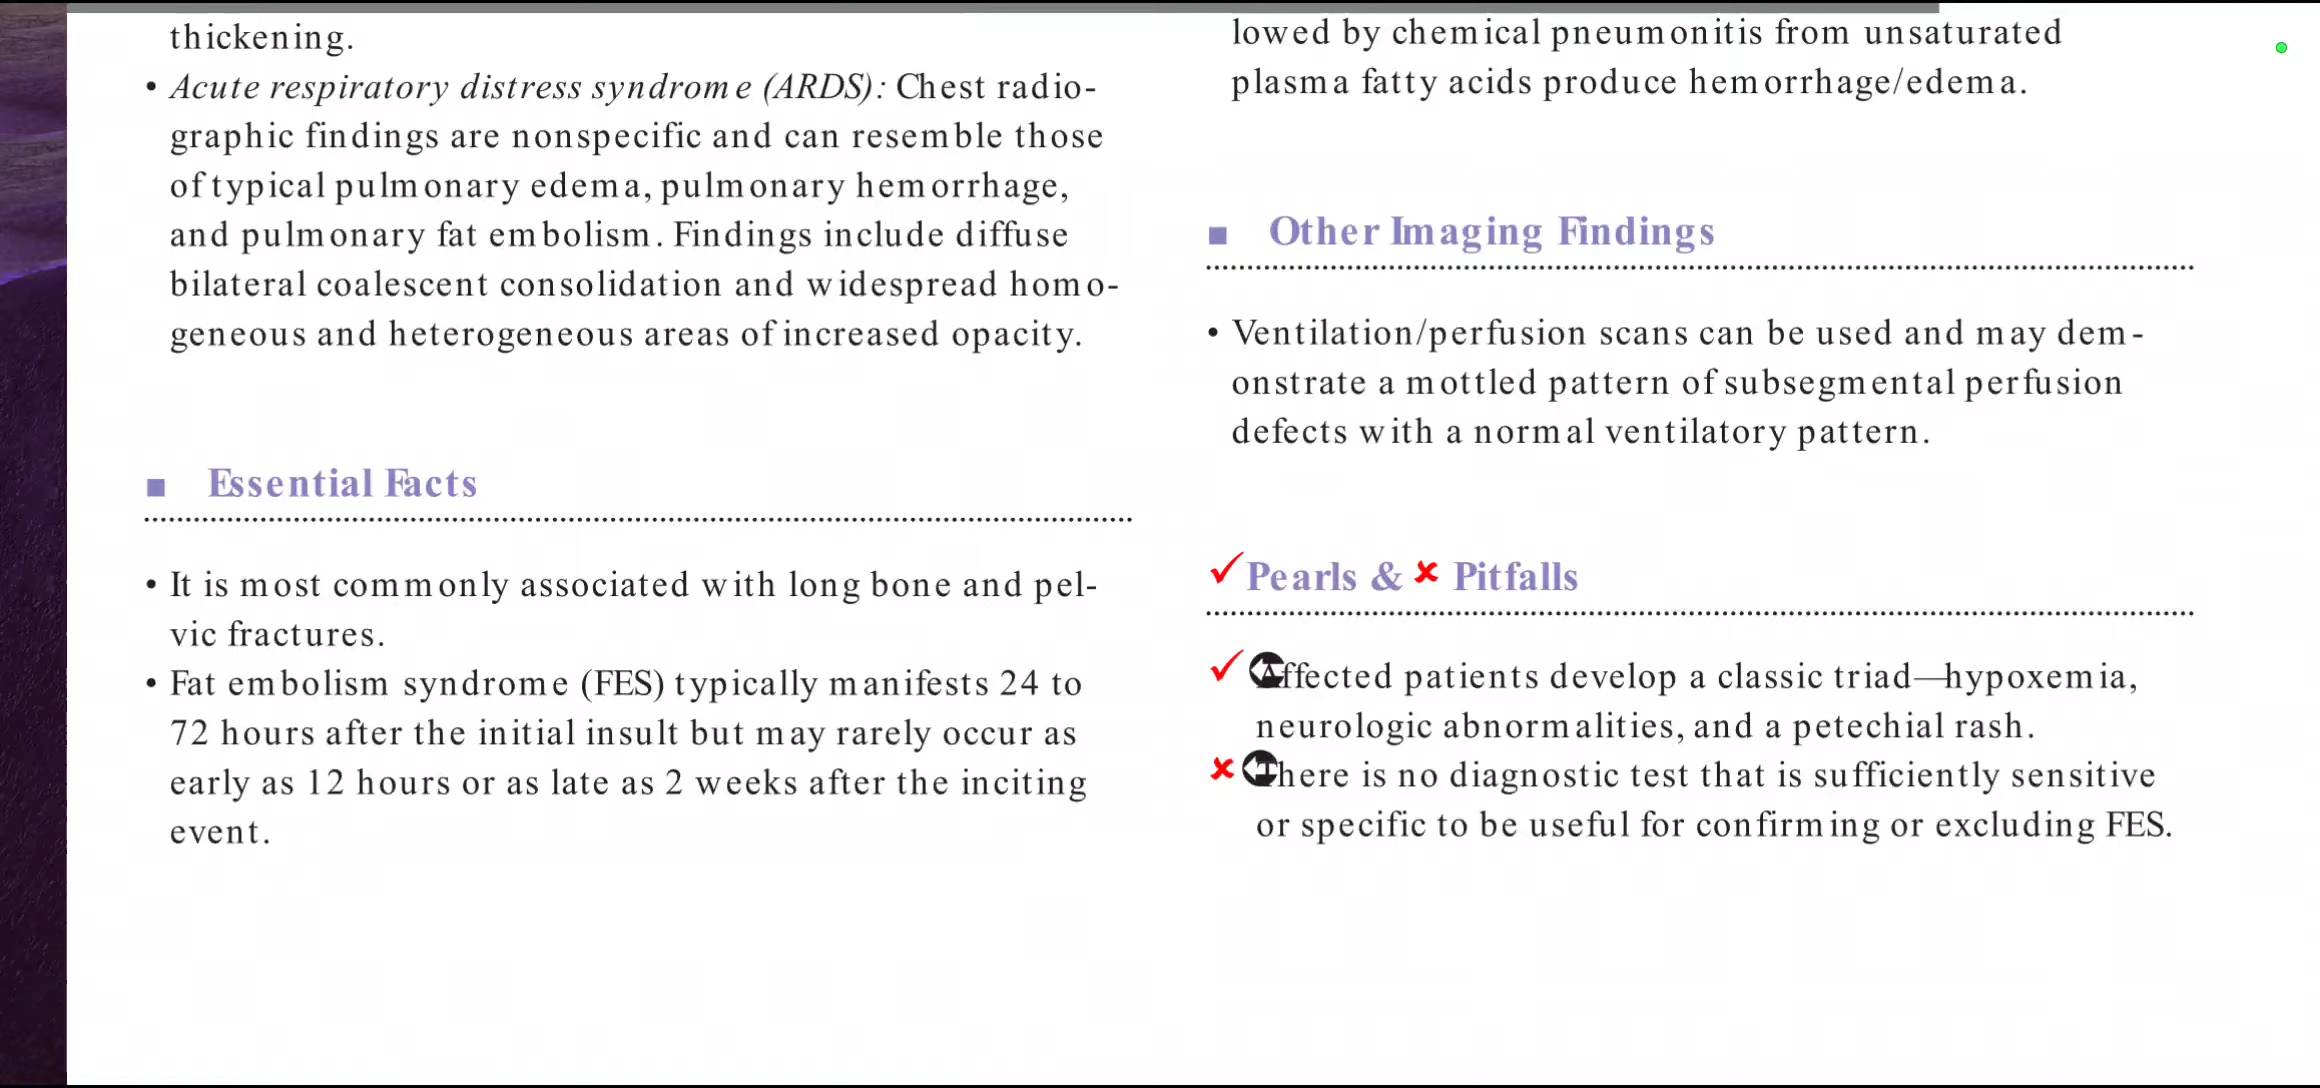 thickening.
• Acute respiratory distress syndrome (ARDS): Chest radio-
graphic findings are nonspecific and can resemble those
of typical pulmonary edema, pulmonary hemorrhage,
and pulmonary fat embolism. Findings include diffuse
bilateral coalescent consolidation and widespread homo-
geneous and heterogeneous areas of increased opacity.
■ Essential Facts
• It is most commonly associated with long bone and pel-
vic fractures.
• Fat embolism syndrome (FES) typically manifests 24 to
72 hours after the initial insult but may rarely occur as
early as 12 hours or as late as 2 weeks after the inciting
event.
lowed by chemical pneumonitis from unsaturated
plasma fatty acids produce hemorrhage/edema.
■ Other Imaging Findings
• Ventilation/perfusion scans can be used and may dem-
onstrate a mottled pattern of subsegmental perfusion
defects with a normal ventilatory pattern.
✓ Pearls & ✘ Pitfalls
✓ Affected patients develop a classic triad—hypoxemia,
neurologic abnormalities, and a petechial rash.
✘ There is no diagnostic test that is sufficiently sensitive
or specific to be useful for confirming or excluding FES.